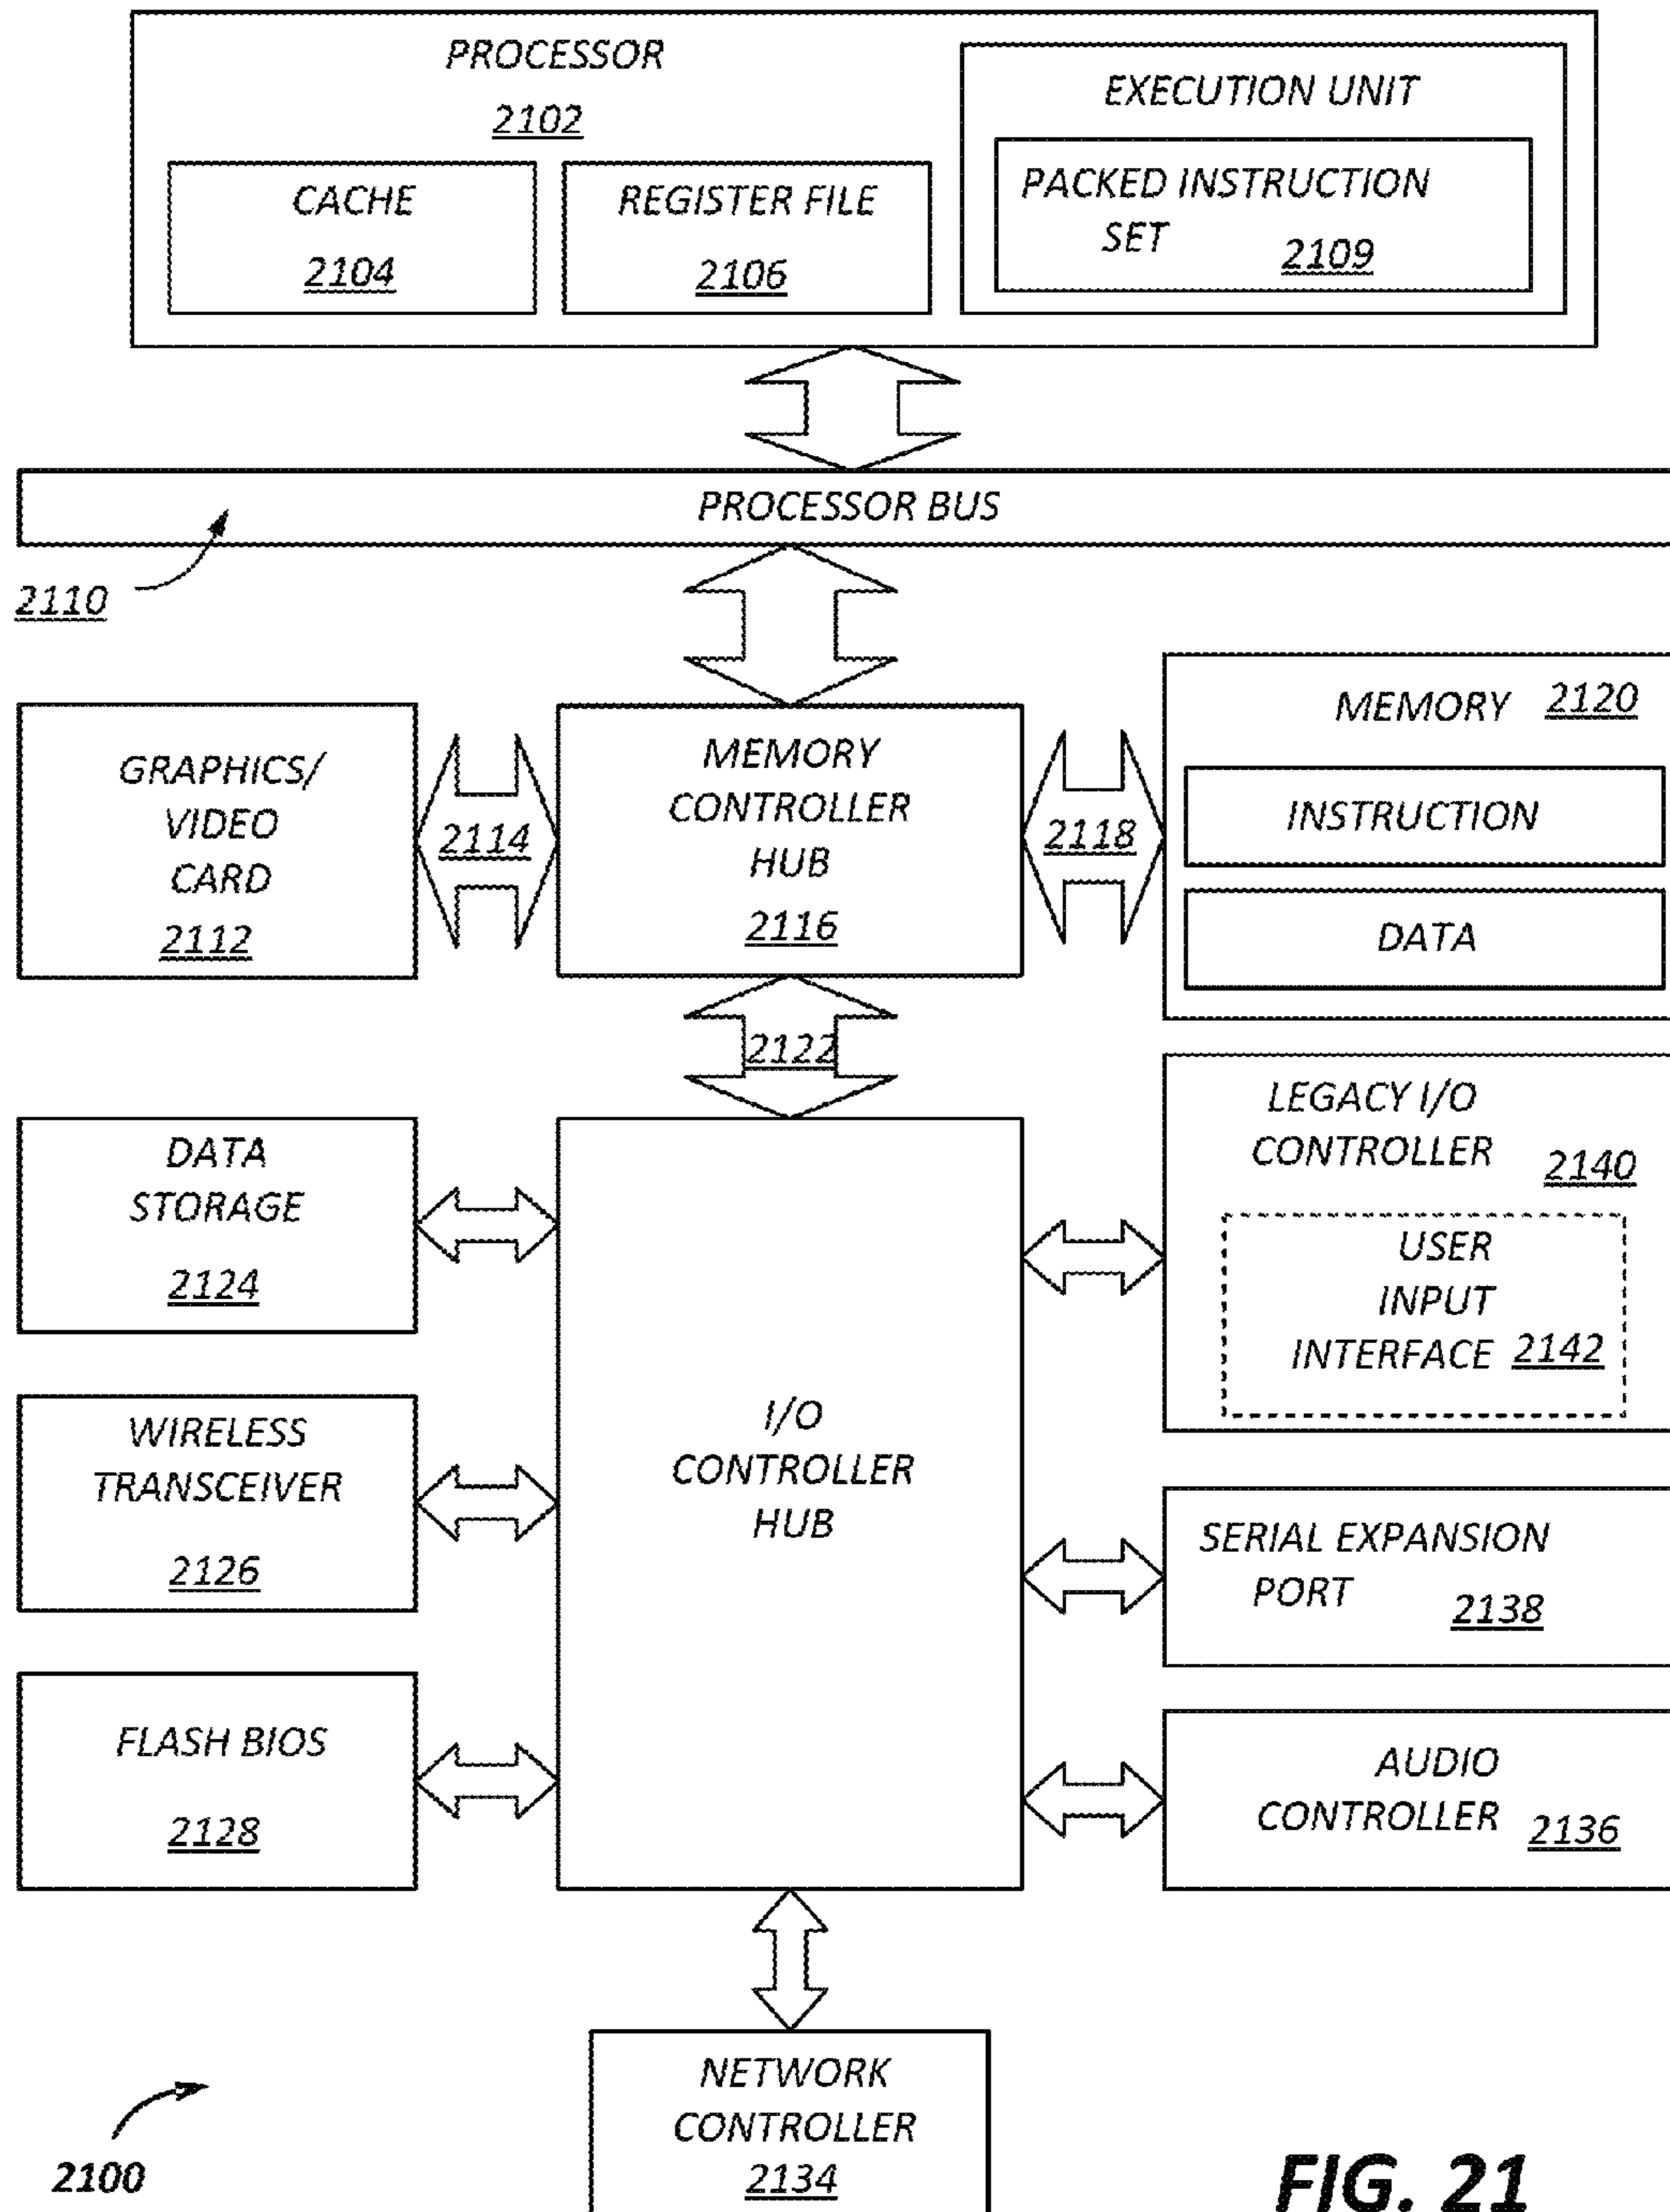 PROCESSOR
2102
CACHE
2104
REGISTER FILE
2106
EXECUTION UNIT
PACKED INSTRUCTION
SET 2109
PROCESSOR BUS
2110
GRAPHICS/
VIDEO
CARD
2112
2114
MEMORY
CONTROLLER
HUB
2116
2118
MEMORY 2120
INSTRUCTION
DATA
2122
DATA
STORAGE
2124
WIRELESS
TRANSCEIVER
2126
FLASH BIOS
2128
I/O
CONTROLLER
HUB
LEGACY I/O
CONTROLLER 2140
USER
INPUT
INTERFACE 2142
SERIAL EXPANSION
PORT 2138
AUDIO
CONTROLLER 2136
NETWORK
CONTROLLER
2134
2100
FIG. 21